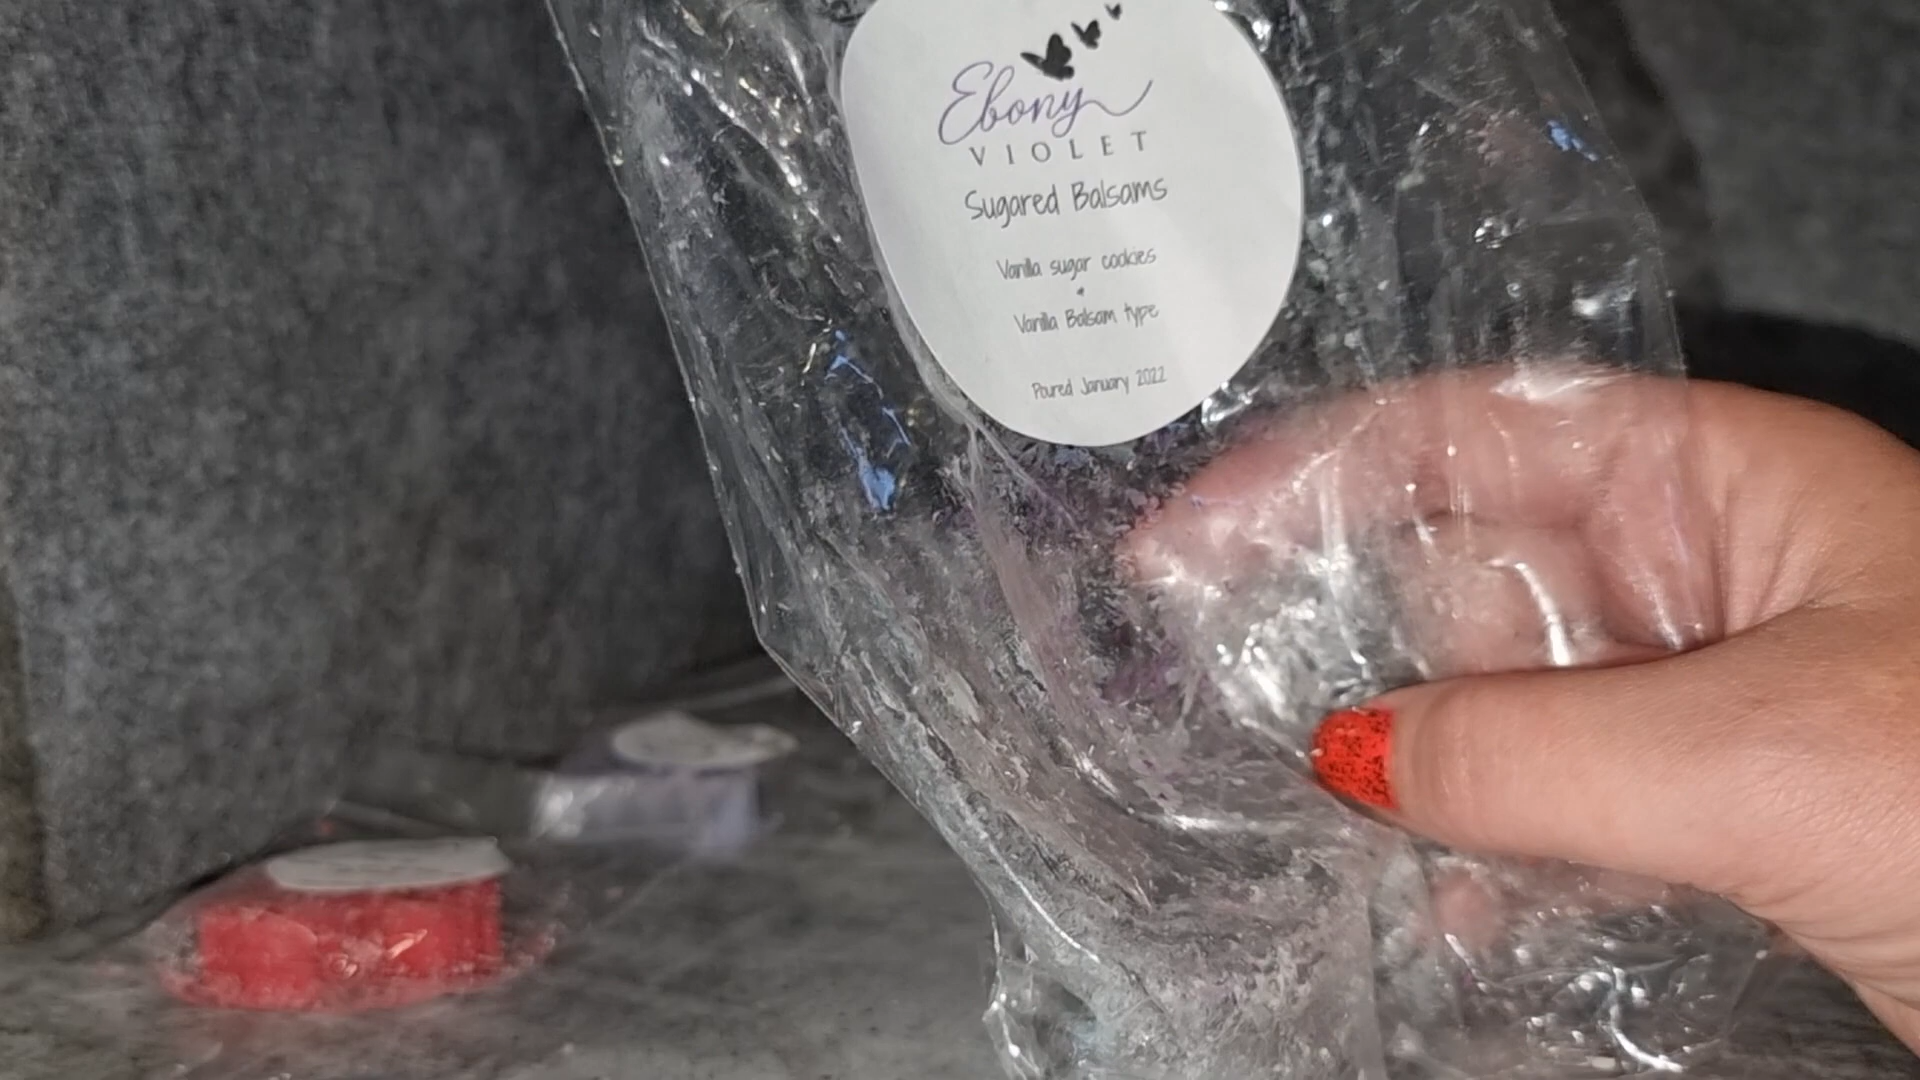 Ebony
VIOLET
Sugared Balsams
Vanilla sugar cookies
+
Vanilla Balsam type
Poured January 2022